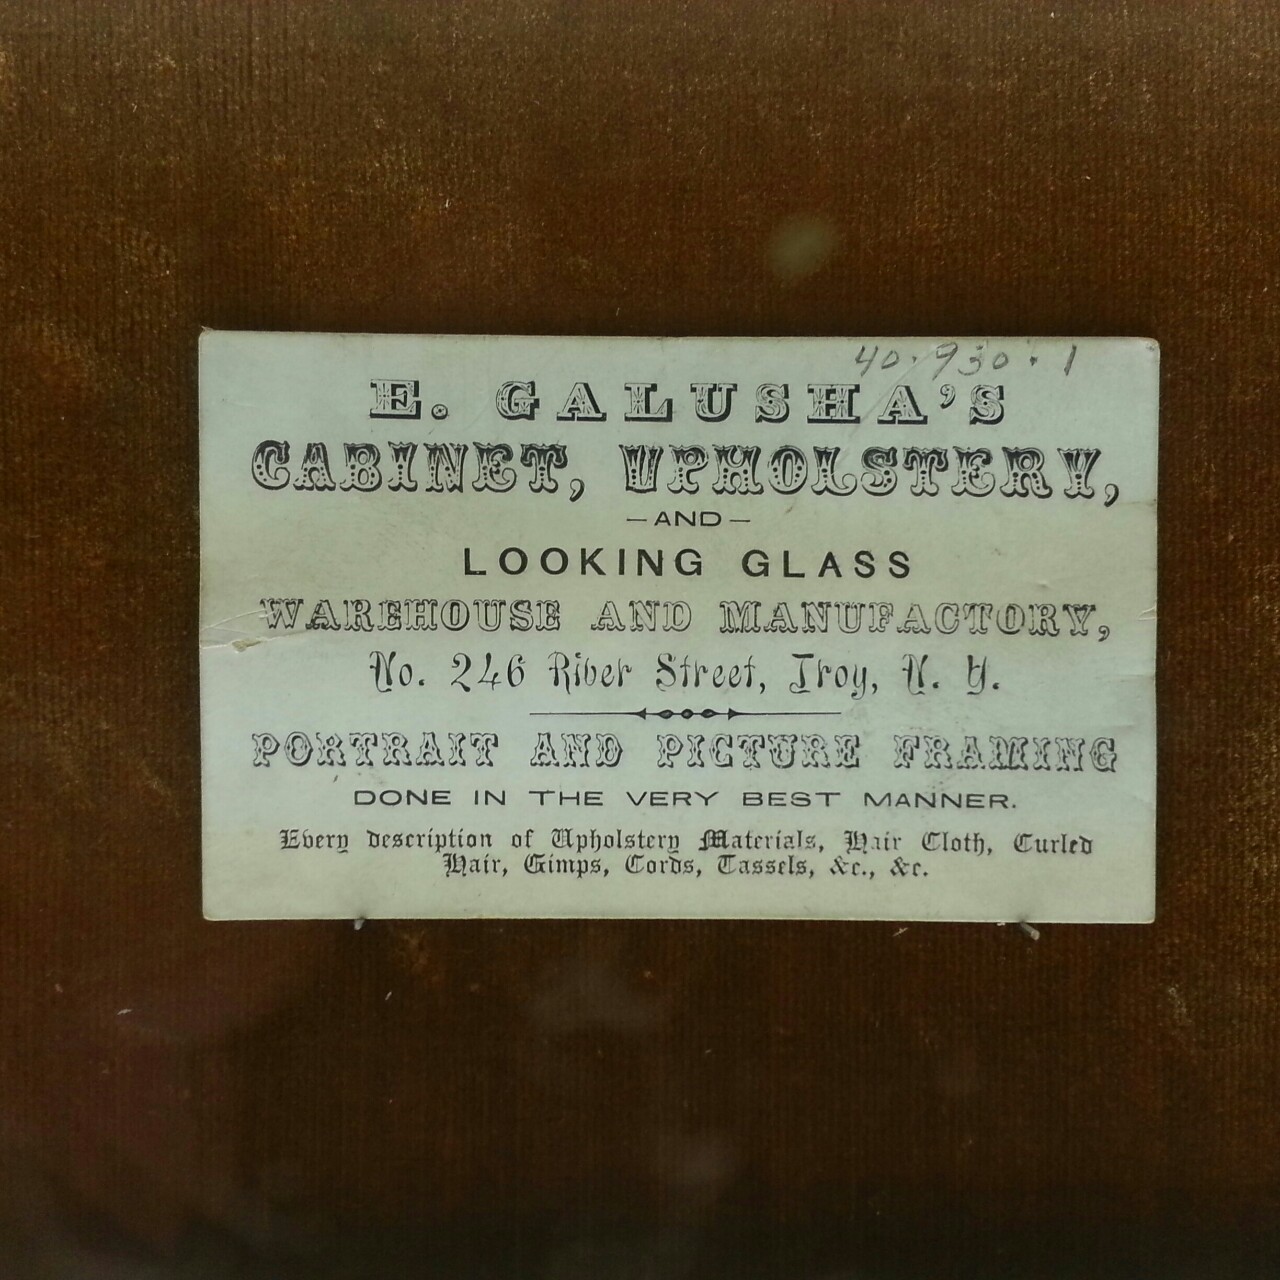 40.930.1
E. GALUSHA'S
CABINET, UPHOLSTERY,
—AND—
LOOKING GLASS
WAREHOUSE AND MANUFACTORY,
No. 246 River Street, Troy, N. Y.
PORTRAIT AND PICTURE FRAMING
DONE IN THE VERY BEST MANNER.
Every description of Upholstery Materials, Hair Cloth, Curled
Hair, Gimps, Cords, Tassels, &c., &c.